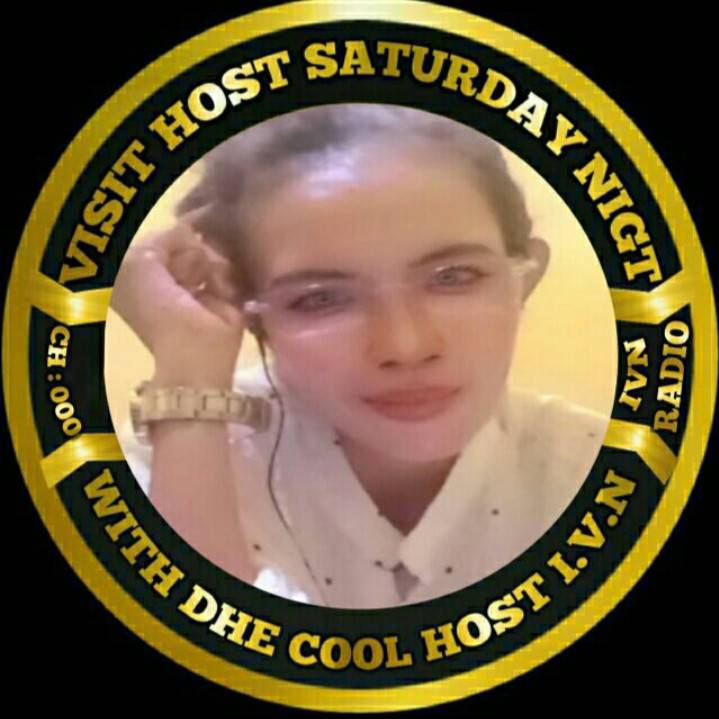 VISIT HOST SATURDAY NIGT
CH : 000
IVN
RADIO
WITH DHE COOL HOST I.V.N